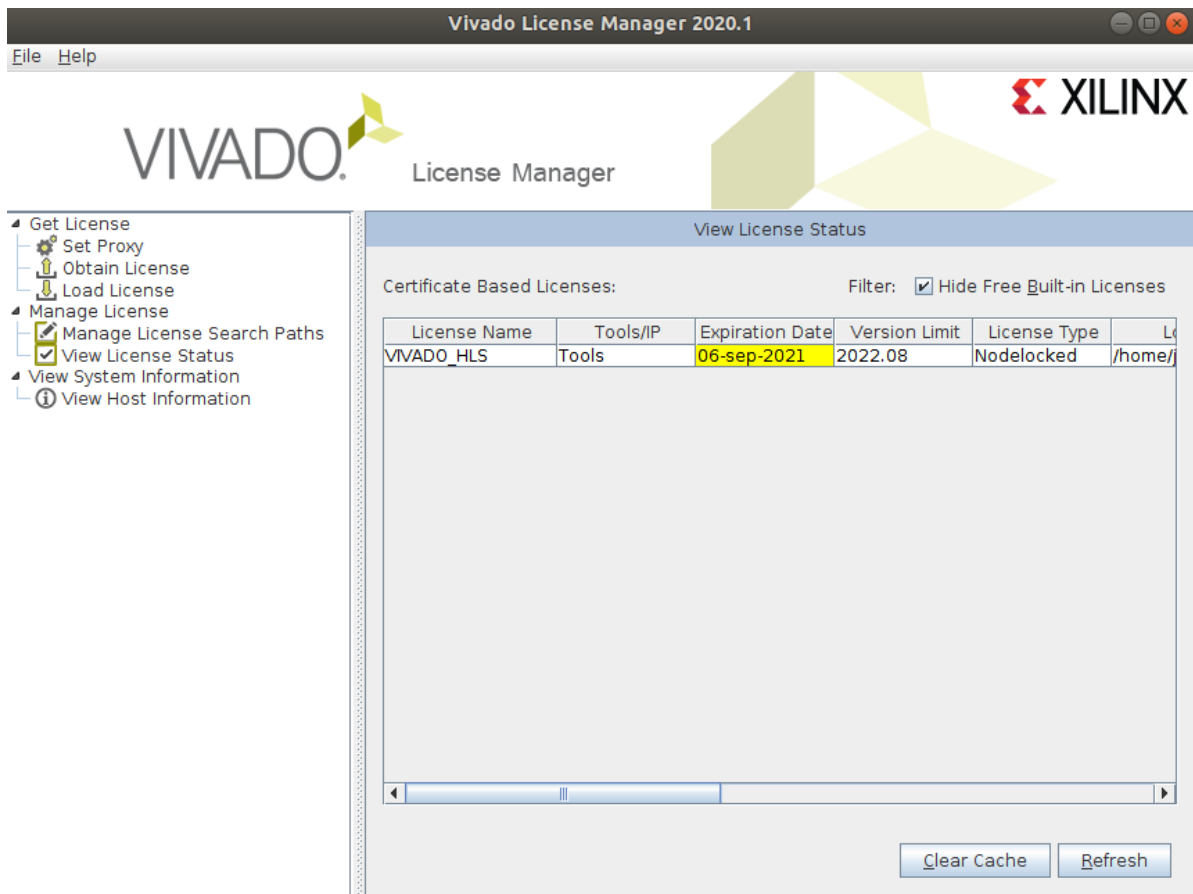 Vivado License Manager 2020.1
File Help
XILINX
VIVADO.
License Manager
Get License
Set Proxy
Obtain License
Load License
Manage License
Manage License Search Paths
View License Status
View System Information
View Host Information
View License Status
Certificate Based Licenses: Filter: Hide Free Built-in Licenses
License Name Tools/IP Expiration Date Version Limit License Type
VIVADO_HLS Tools 06-sep-2021 2022.08 Nodelocked /home/j
Clear Cache Refresh